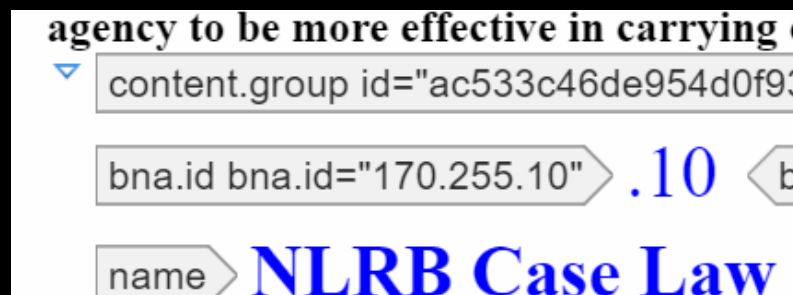 agency to be more effective in carrying
content.group id="ac533c46de954d0f93
bna.id bna.id="170.255.10" .10 b
name NLRB Case Law